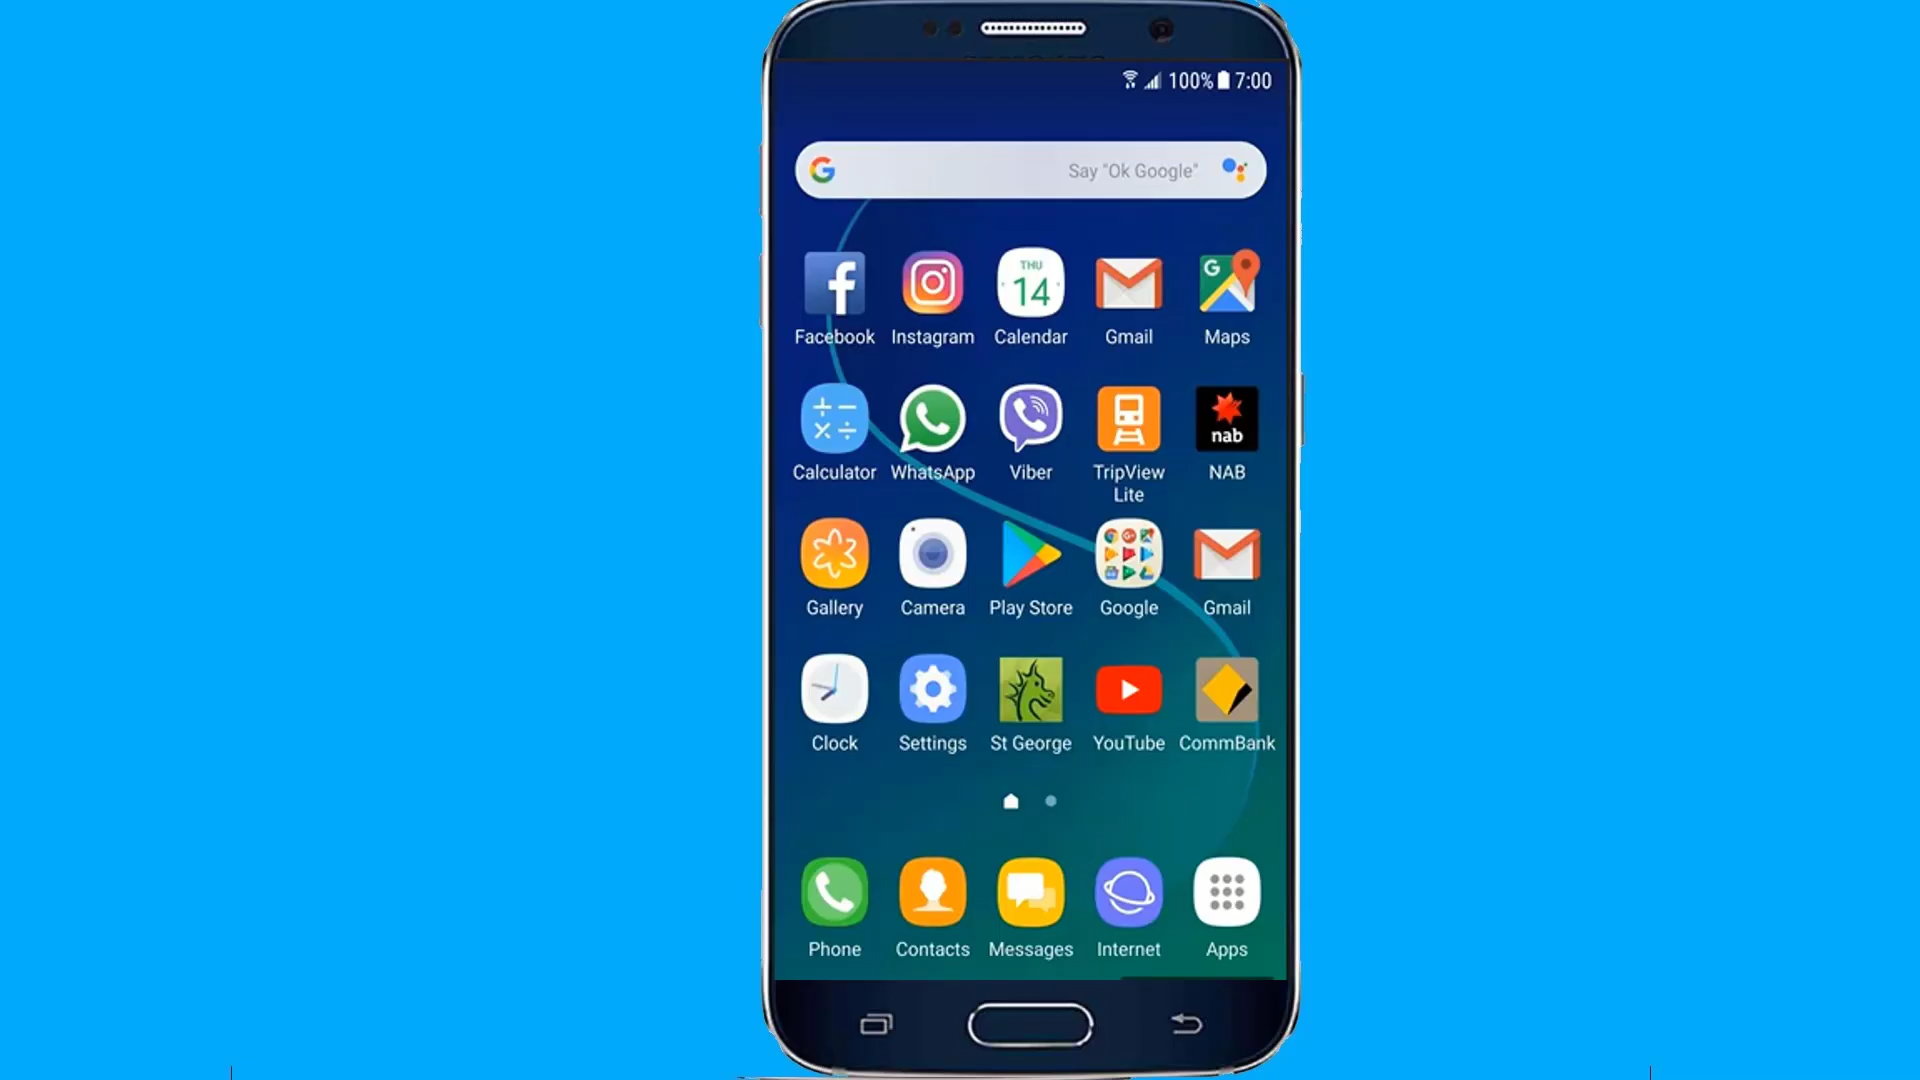 100% 7:00
G Say "Ok Google"
THU
14
G
Facebook Instagram Calendar Gmail Maps
nab
Calculator WhatsApp Viber TripView Lite NAB
Gallery Camera Play Store Google Gmail
Clock Settings St George YouTube CommBank
Phone Contacts Messages Internet Apps